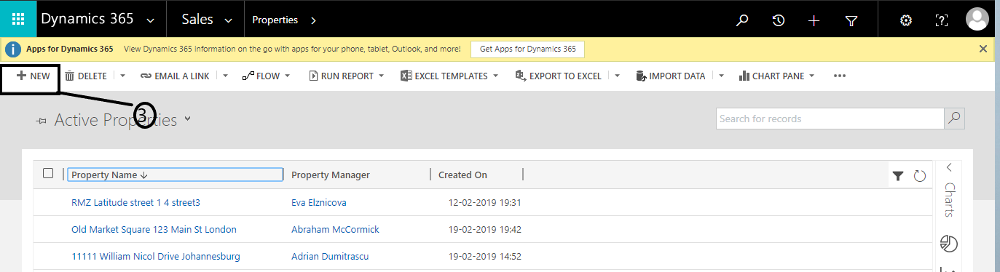 Dynamics 365 Sales Properties
Apps for Dynamics 365 View Dynamics 365 information on the go with apps for your phone, tablet, Outlook, and more! Get Apps for Dynamics 365
NEW DELETE EMAIL A LINK FLOW RUN REPORT EXCEL TEMPLATES EXPORT TO EXCEL IMPORT DATA CHART PANE
3
Active Properties Search for records
Property Name Property Manager Created On
RMZ Latitude street 1 4 street3 Eva Elznicova 12-02-2019 19:31
Old Market Square 123 Main St London Abraham McCormick 19-02-2019 19:42
11111 William Nicol Drive Johannesburg Adrian Dumitrascu 19-02-2019 14:52
Charts